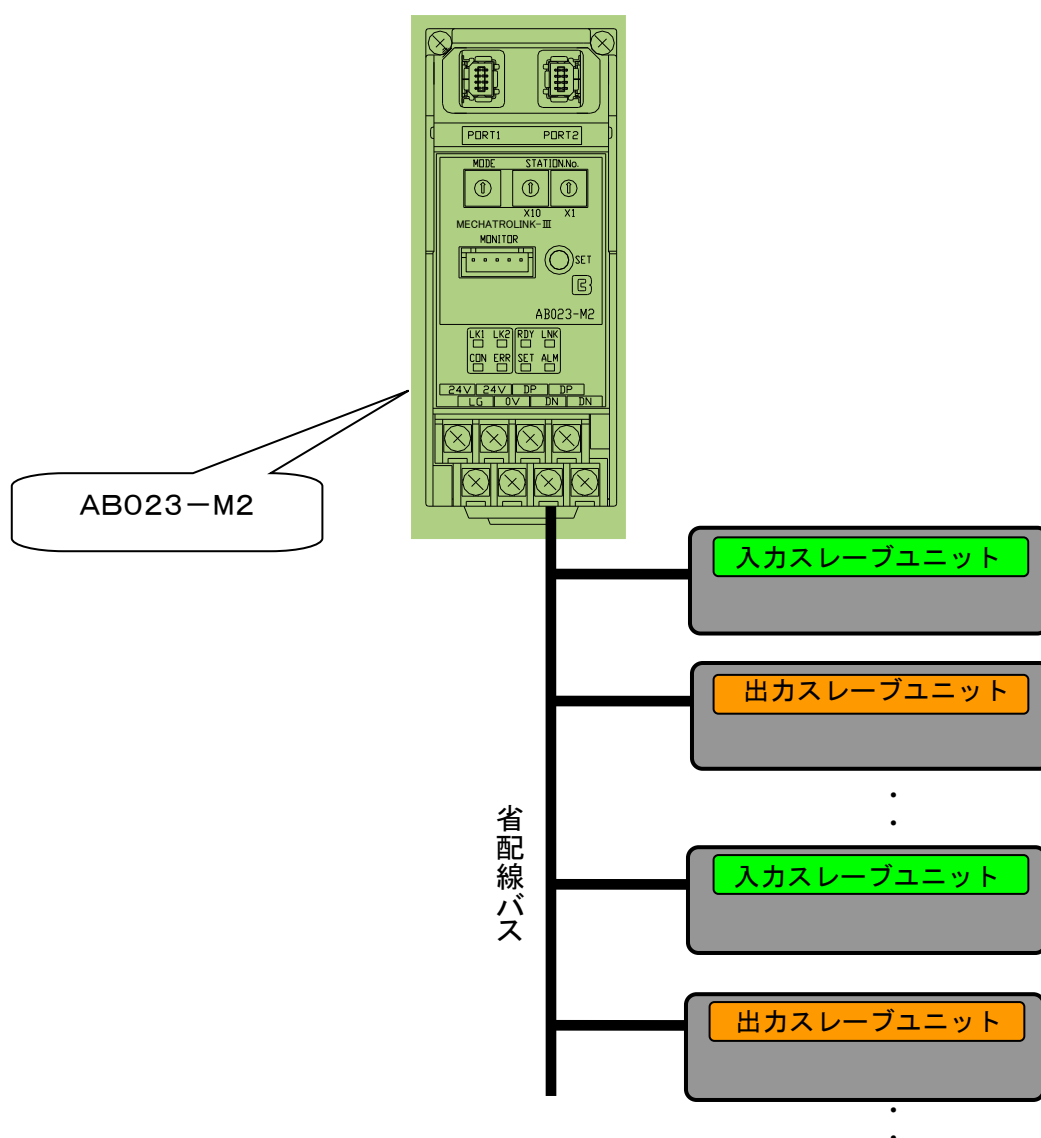 PORT1 PORT2
MODE STATION.No.
X10 X1
MECHATROLINK-Ⅲ
MONITOR
SET
AB023-M2
LK1 LK2 RDY LNK
CON ERR SET ALM
24V 24V DP DP
LG 0V DN DN
AB023-M2
入力スレーブユニット
出力スレーブユニット
省配線バス
入力スレーブユニット
出力スレーブユニット